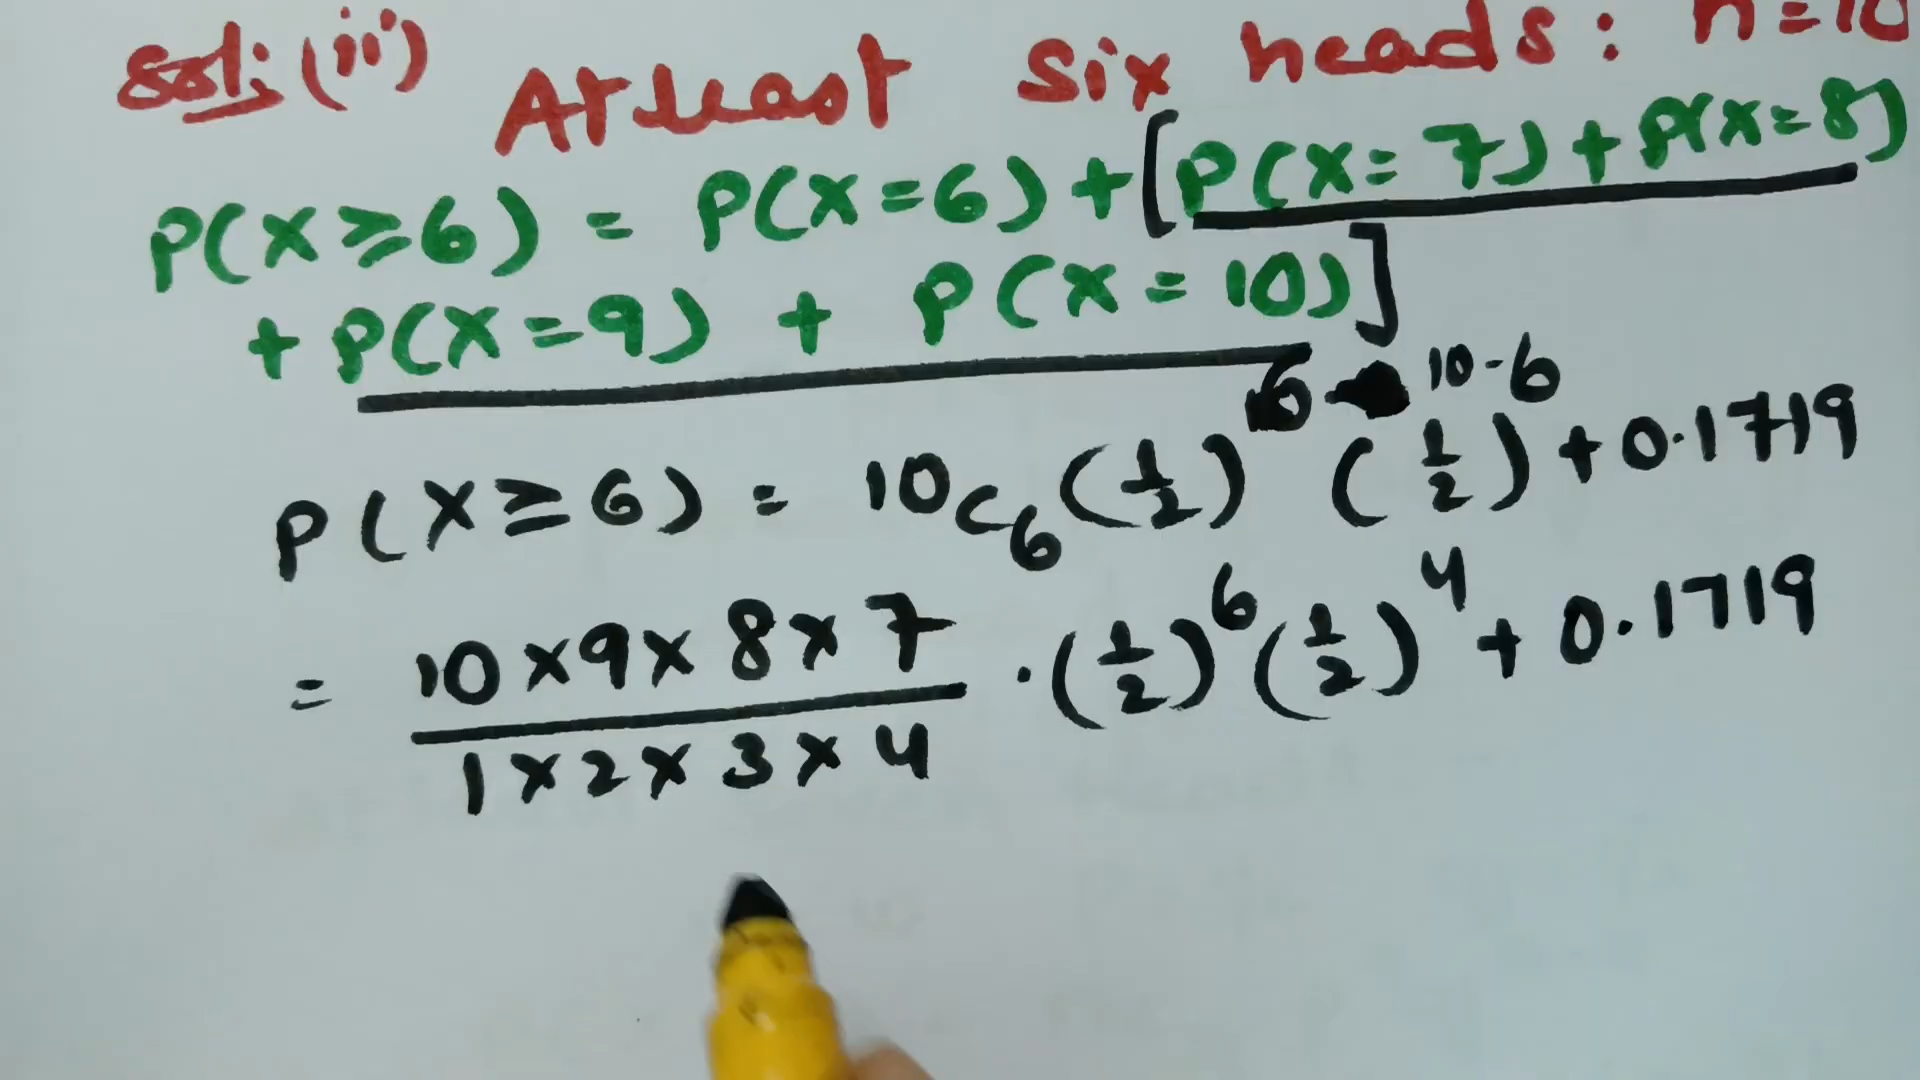 Sol: (ii) Atleast six heads: n=10
P(X≥6) = P(X=6) + [P(X=7) + P(X=8)
+ P(X=9) + P(X=10)]
P(X≥6) = 10C₆ (1/2)⁶ (1/2)¹⁰⁻⁶ + 0.1719
= 10×9×8×7 / 1×2×3×4 · (1/2)⁶ (1/2)⁴ + 0.1719